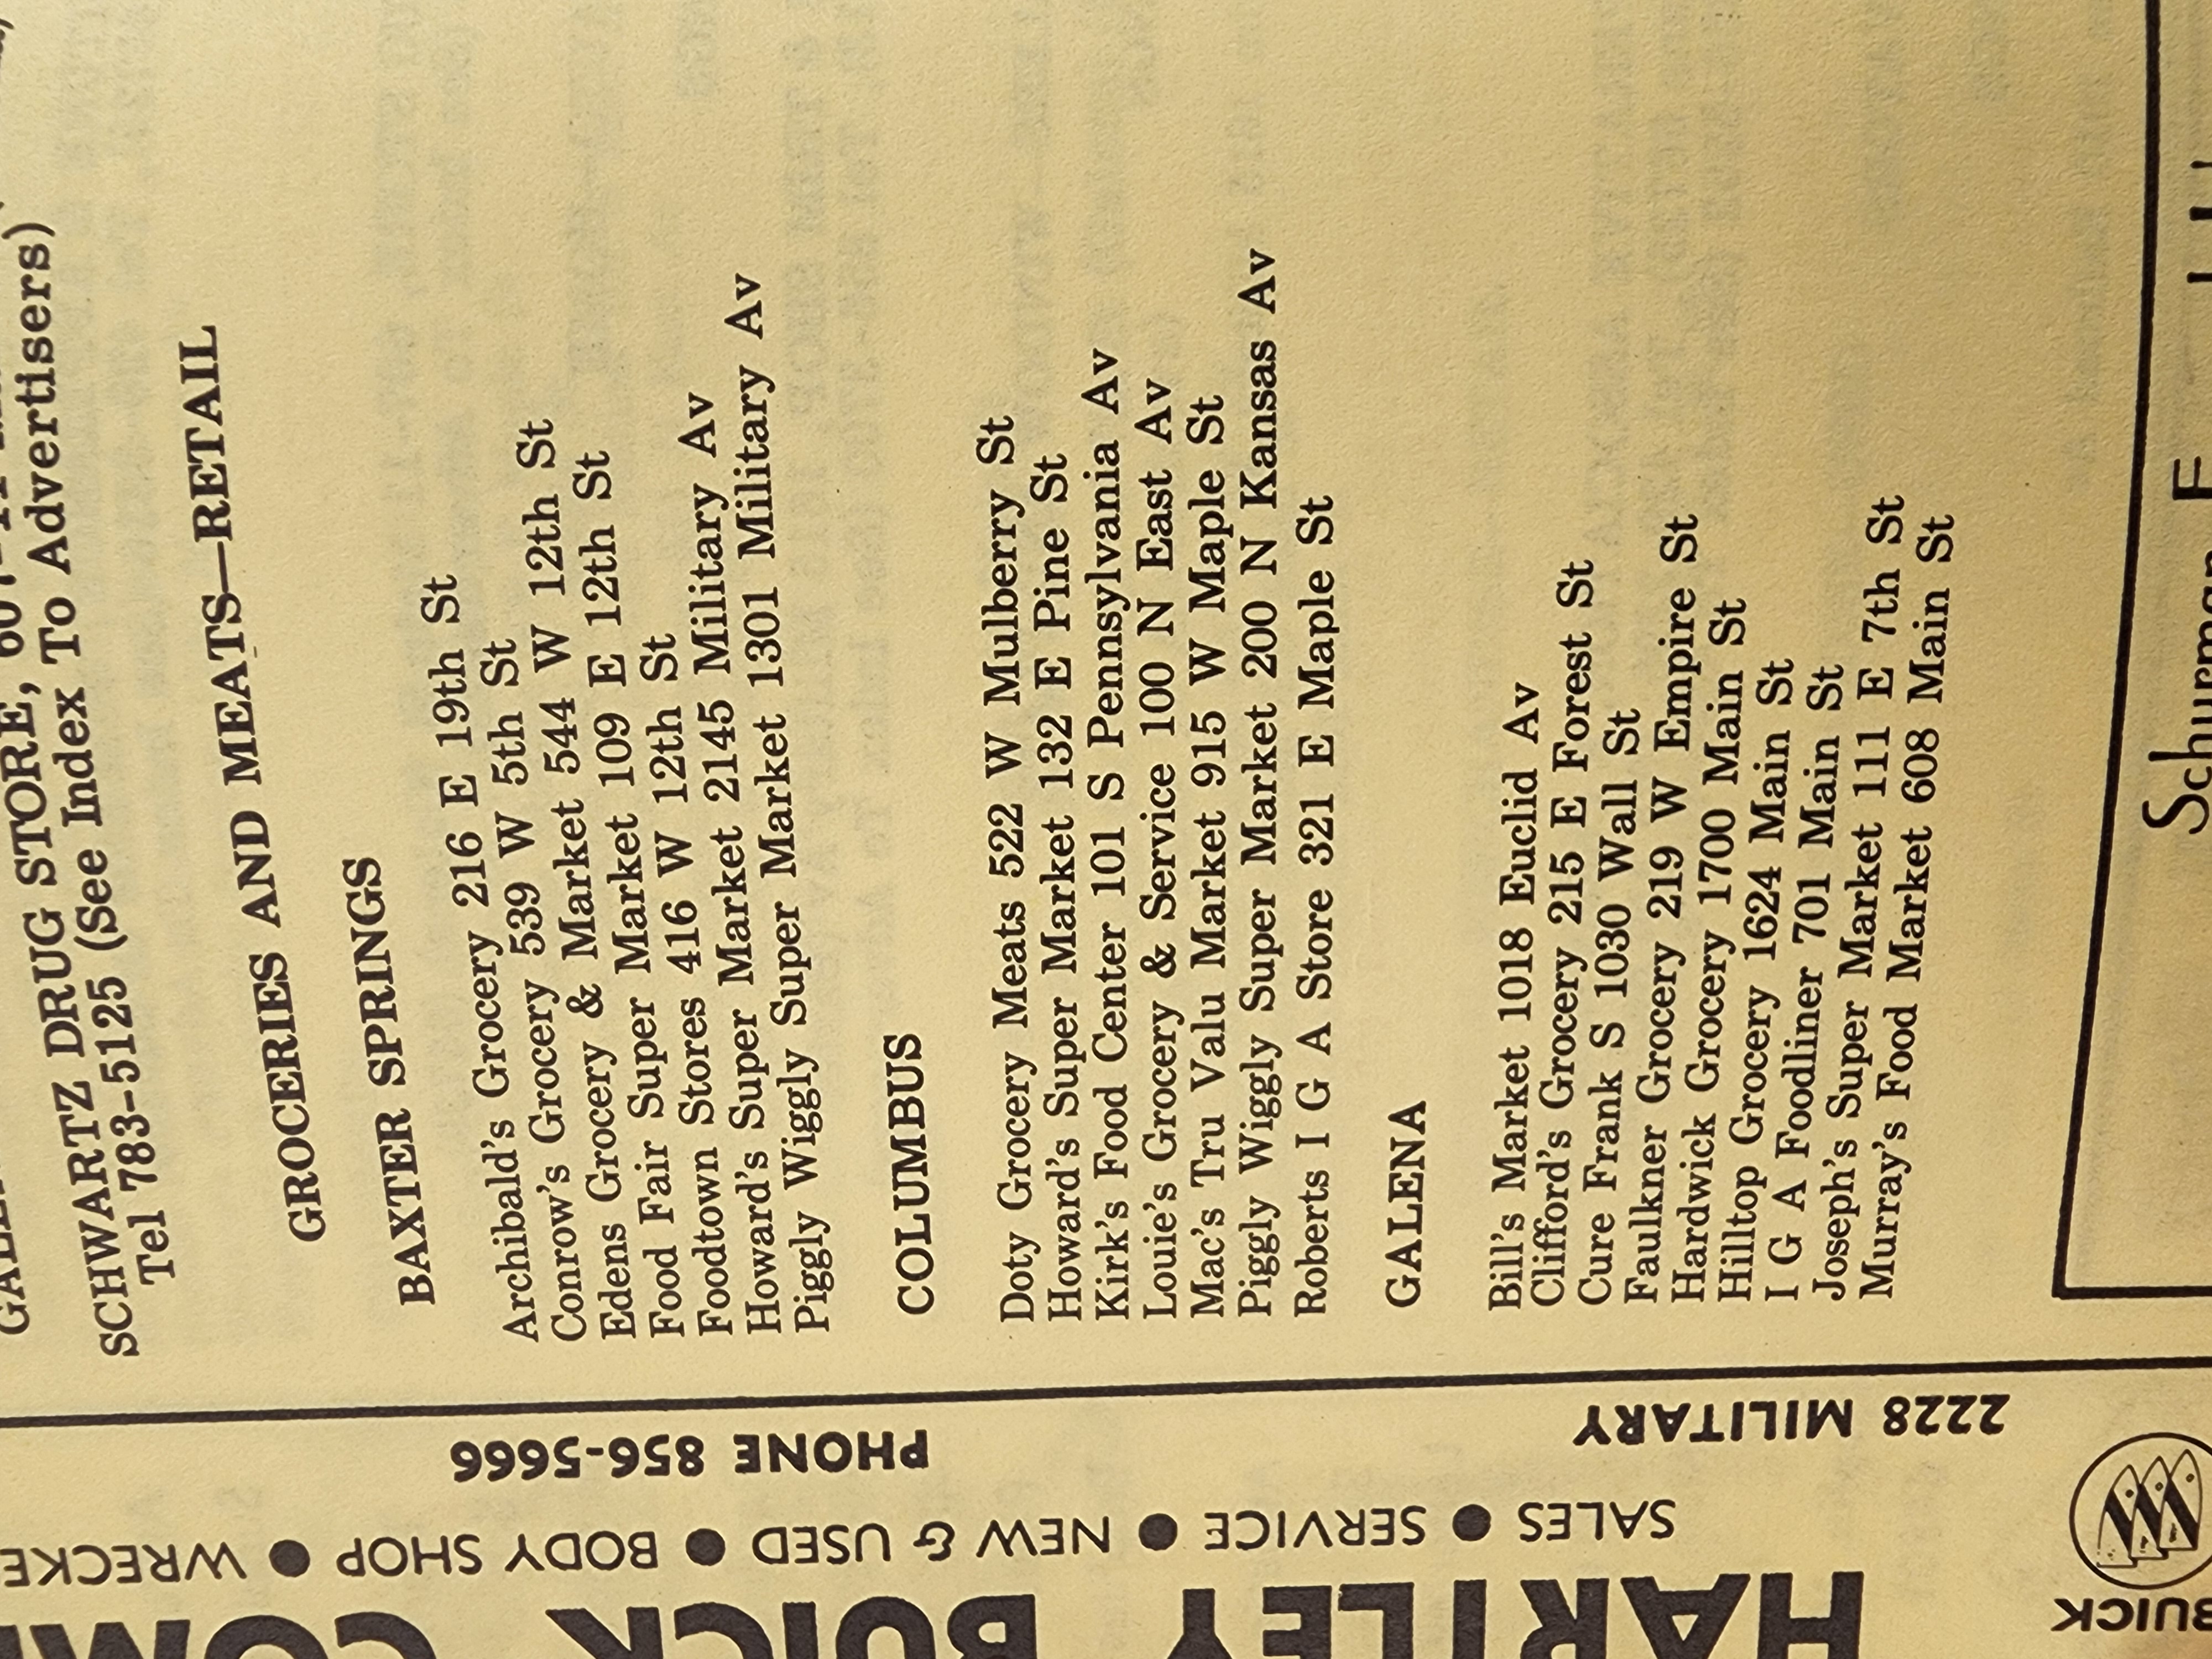 SCHWARTZ DRUG STORE,
Tel 783-5125 (See Index To Advertisers)
GROCERIES AND MEATS—RETAIL
BAXTER SPRINGS
Archibald's Grocery 216 E 19th St
Conrow's Grocery 539 W 5th St
Edens Grocery & Market 544 W 12th St
Food Fair Super Market 109 E 12th St
Foodtown Stores 416 W 12th St
Howard's Super Market 2145 Military Av
Piggly Wiggly Super Market 1301 Military Av
COLUMBUS
Doty Grocery Meats 522 W Mulberry St
Howard's Super Market 132 E Pine St
Kirk's Food Center 101 S Pennsylvania Av
Louie's Grocery & Service 100 N East Av
Mac's Tru Valu Market 915 W Maple St
Piggly Wiggly Super Market 200 N Kansas Av
Roberts I G A Store 321 E Maple St
GALENA
Bill's Market 1018 Euclid Av
Clifford's Grocery 215 E Forest St
Cure Frank S 1030 Wall St
Faulkner Grocery 219 W Empire St
Hardwick Grocery 1700 Main St
Hilltop Grocery 1624 Main St
I G A Foodliner 701 Main St
Joseph's Super Market 111 E 7th St
Murray's Food Market 608 Main St
BUICK
HARTLEY BUICK
SALES ● SERVICE ● NEW & USED ● BODY SHOP ●
2228 MILITARY PHONE 856-5666